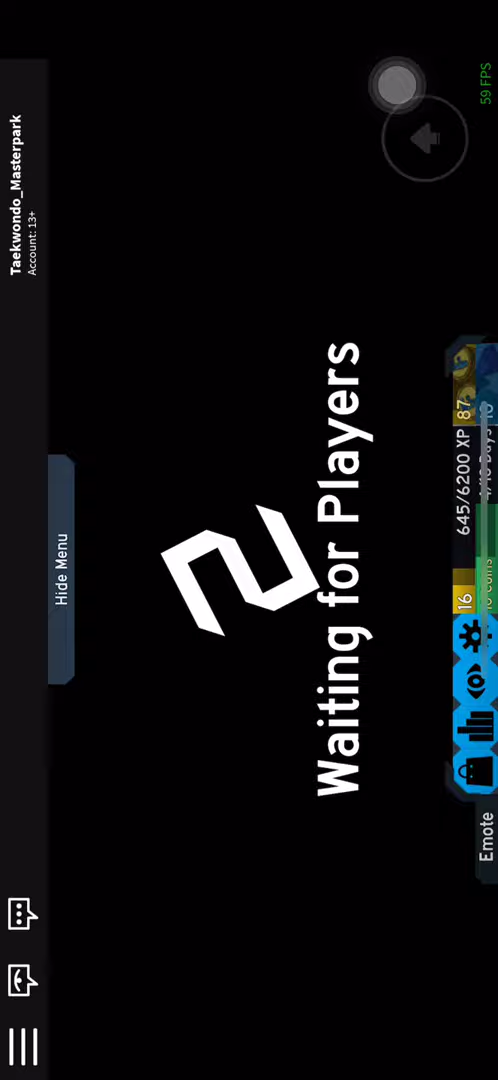 Taekwondo_Masterpark
Account: 13+
Hide Menu
Waiting for Players
16
645/6200 XP
87
Emote
59 FPS